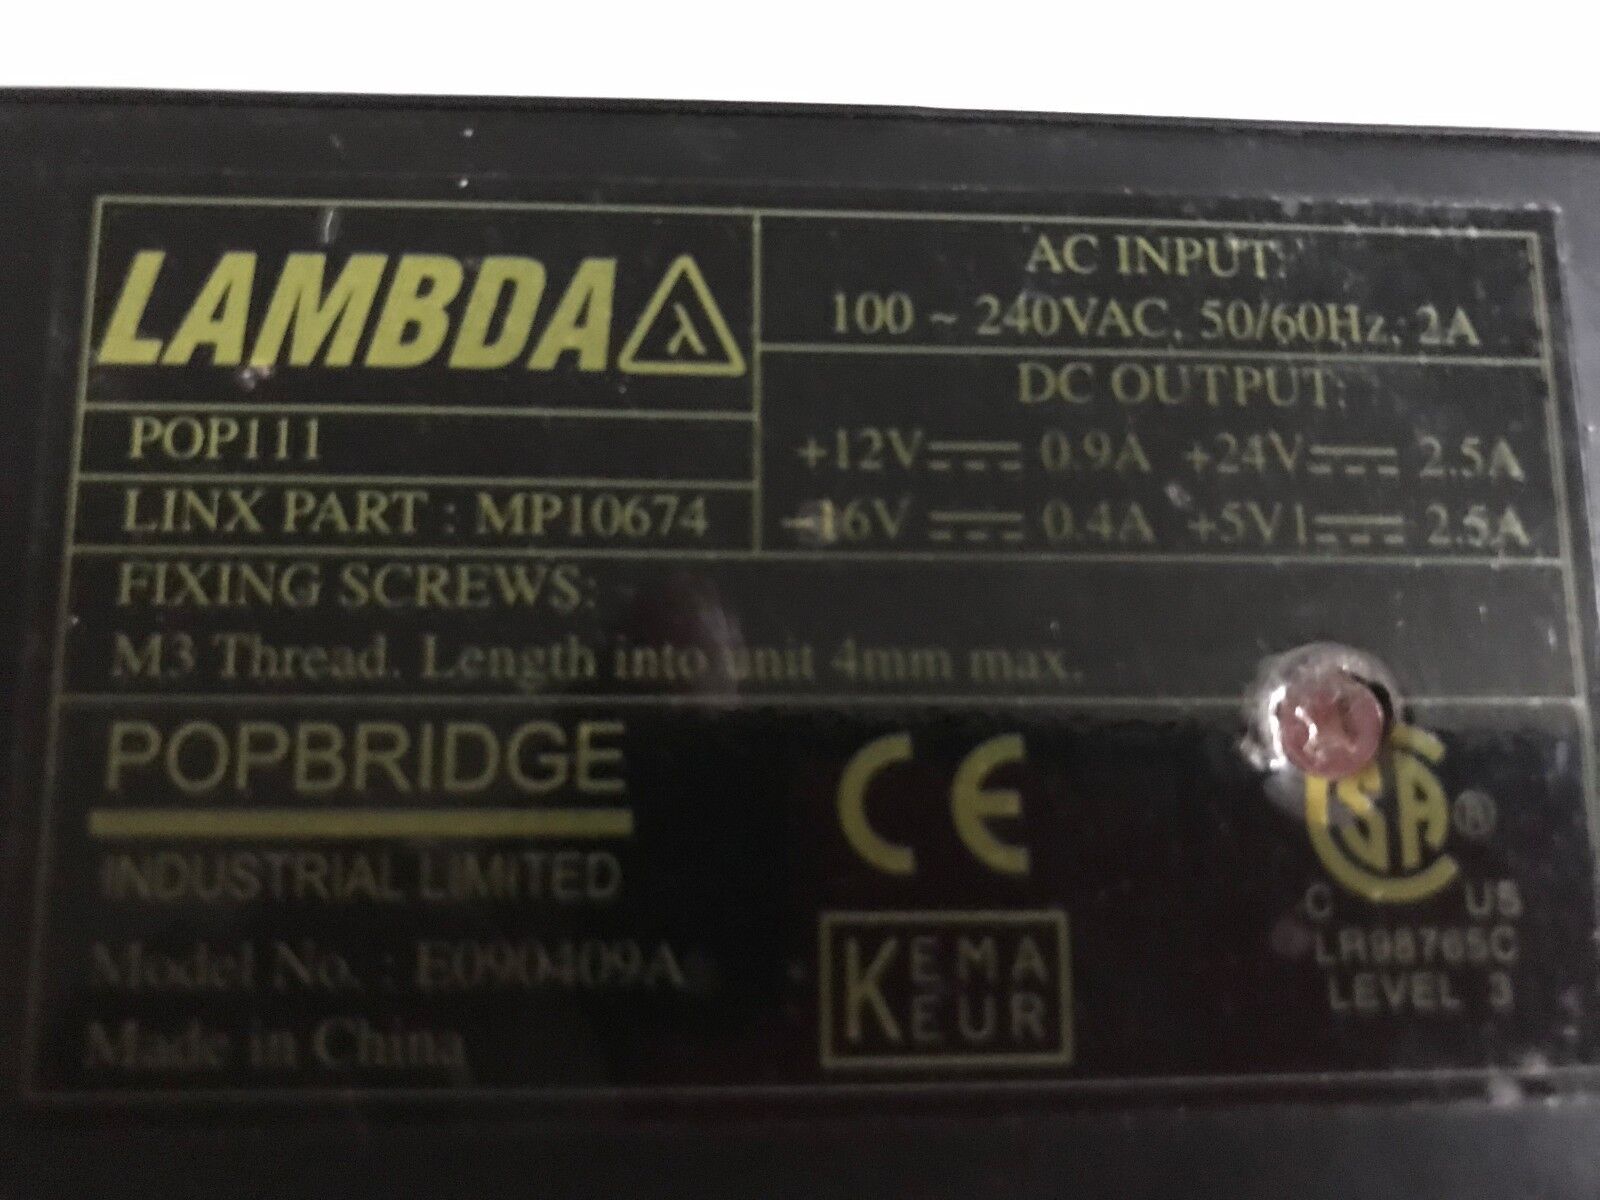 LAMBDA λ
POP111
LINX PART : MP10674
AC INPUT:
100 ~ 240VAC, 50/60Hz, 2A
DC OUTPUT:
+12V 0.9A +24V 2.5A
-16V 0.4A +5V1 2.5A
FIXING SCREWS:
M3 Thread. Length into unit 4mm max.
POPBRIDGE
INDUSTRIAL LIMITED
Model No. : E090409A
Made in China
CE
KEMA
KEUR
CSA ®
C US
LR98765C
LEVEL 3